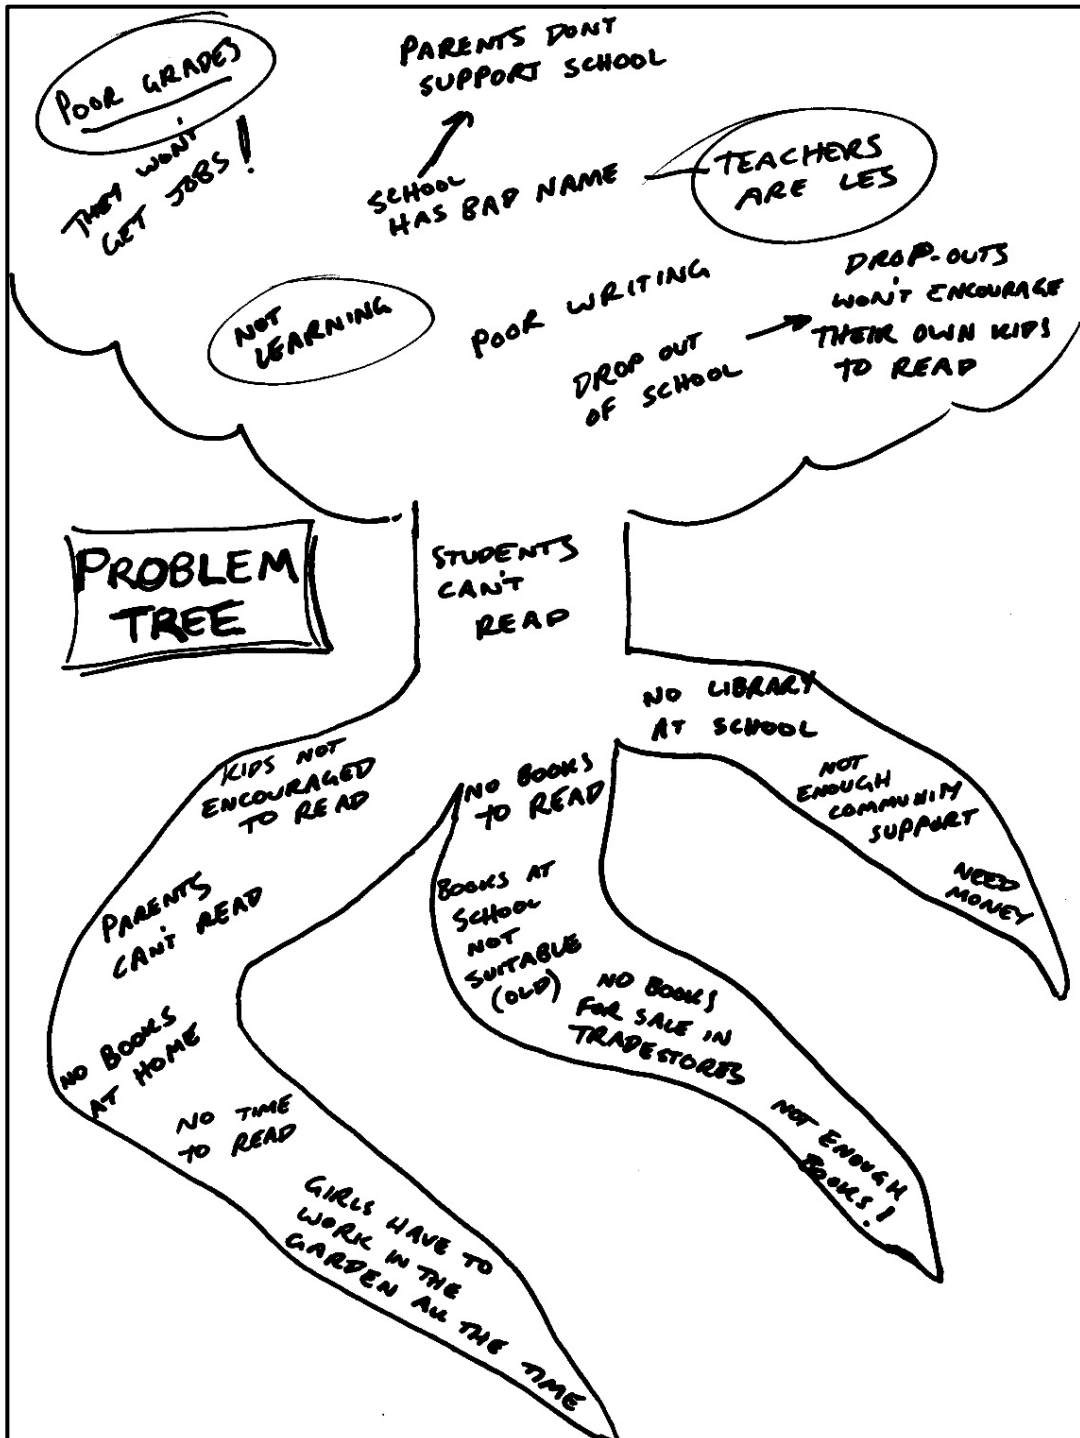 POOR GRADES
THEY WON'T
GET JOBS!
PARENTS DONT
SUPPORT SCHOOL
SCHOOL
HAS BAD NAME
TEACHERS
ARE LES
NOT
LEARNING
POOR WRITING
DROP OUT
OF SCHOOL
DROP-OUTS
WON'T ENCOURAGE
THEIR OWN KIDS
TO READ
PROBLEM
TREE
STUDENTS
CAN'T
READ
KIDS NOT
ENCOURAGED
TO READ
PARENTS
CAN'T READ
NO BOOKS
AT HOME
NO TIME
TO READ
GIRLS HAVE TO
WORK IN THE
GARDEN ALL THE TIME
NO BOOKS
TO READ
BOOKS AT
SCHOOL
NOT
SUITABLE
(OLD)
NO BOOKS
FOR SALE IN
TRADESTORES
NOT ENOUGH
BOOKS!
NO LIBRARY
AT SCHOOL
NOT
ENOUGH
COMMUNITY
SUPPORT
NEED
MONEY